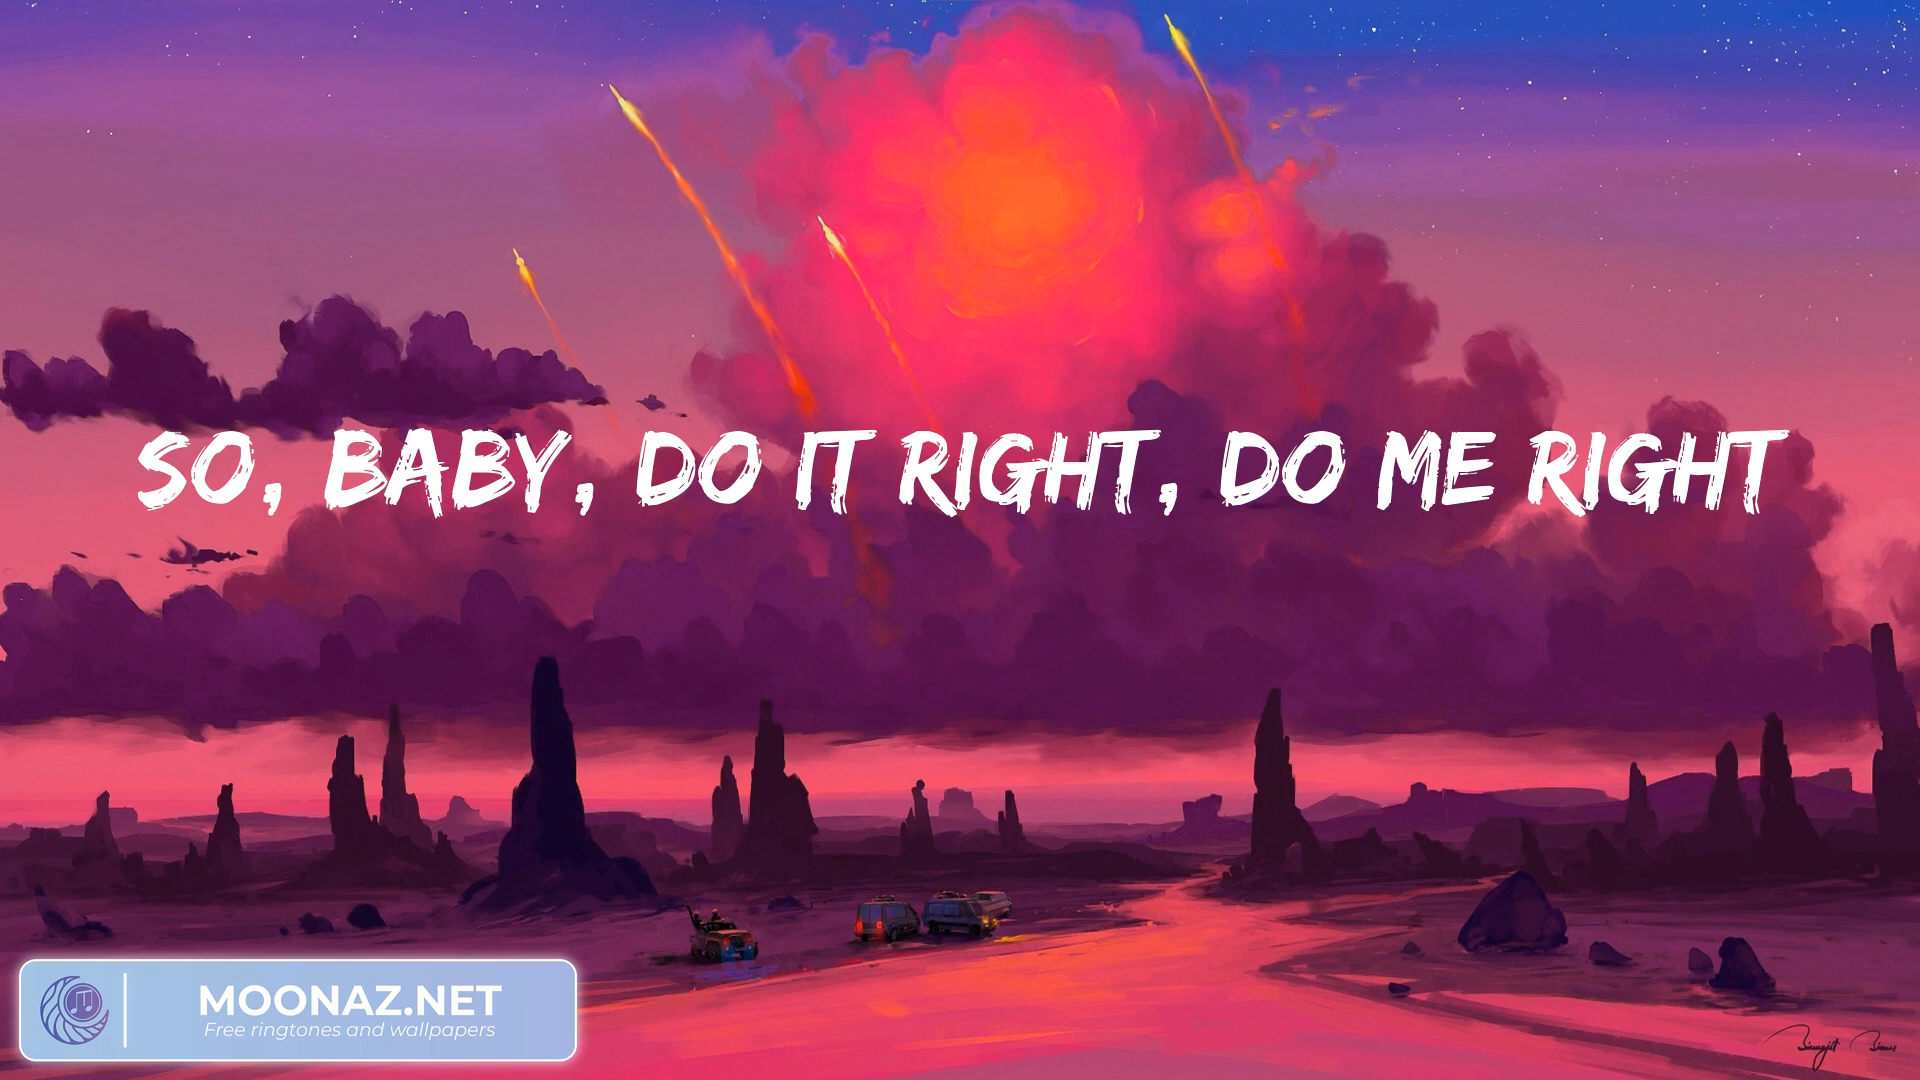 SO, BABY, DO IT RIGHT, DO ME RIGHT
MOONAZ.NET
Free ringtones and wallpapers